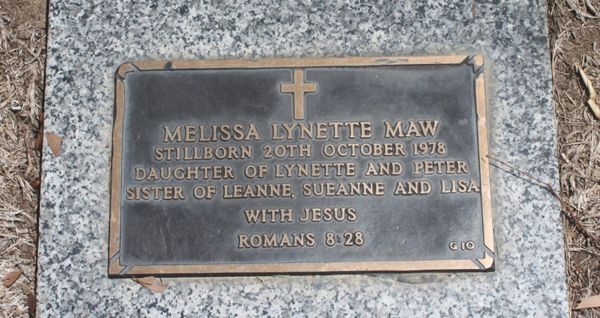 MELISSA LYNETTE MAW
STILLBORN 20TH OCTOBER 1978
DAUGHTER OF LYNETTE AND PETER
SISTER OF LEANNE, SUEANNE AND LISA
WITH JESUS
ROMANS 8:28
G10